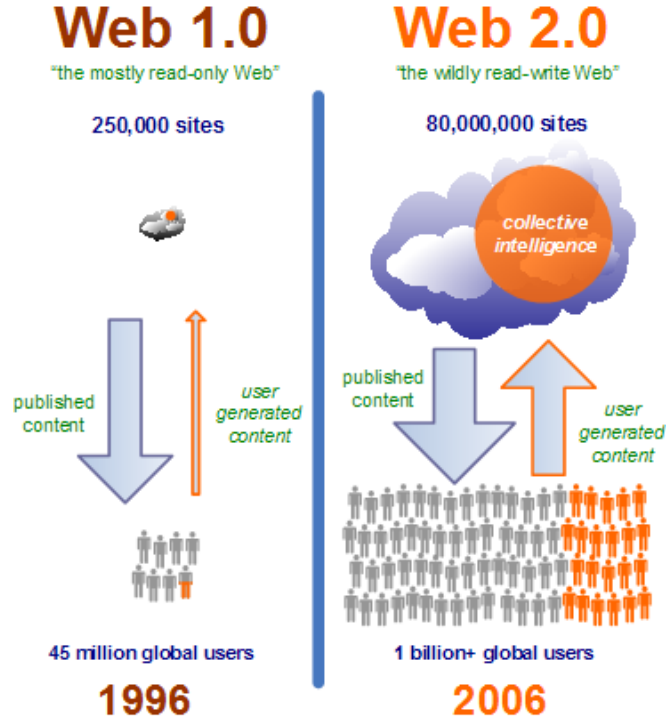 Web 1.0
"the mostly read-only Web"
250,000 sites
published
content
user
generated
content
45 million global users
1996
Web 2.0
"the wildly read-write Web"
80,000,000 sites
collective
intelligence
published
content
user
generated
content
1 billion+ global users
2006